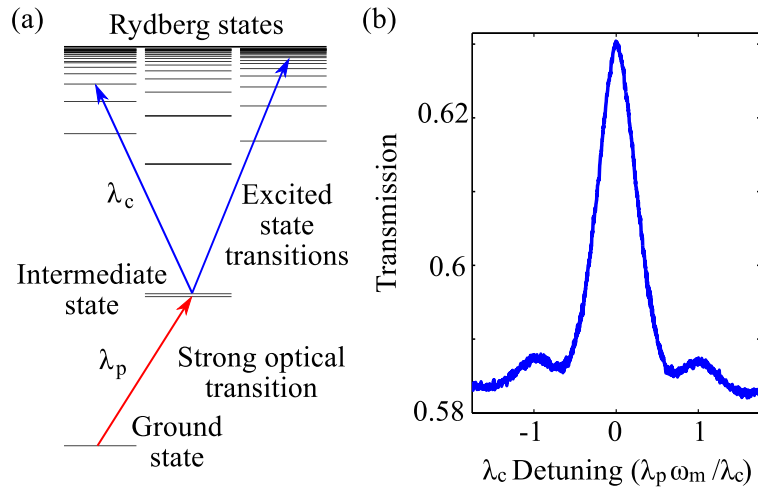 (a)
Rydberg states
λc
Excited
state
transitions
Intermediate
state
λp
Strong optical
transition
Ground
state
(b)
Transmission
0.62
0.6
0.58
-1
0
1
λc Detuning (λp ωm /λc)